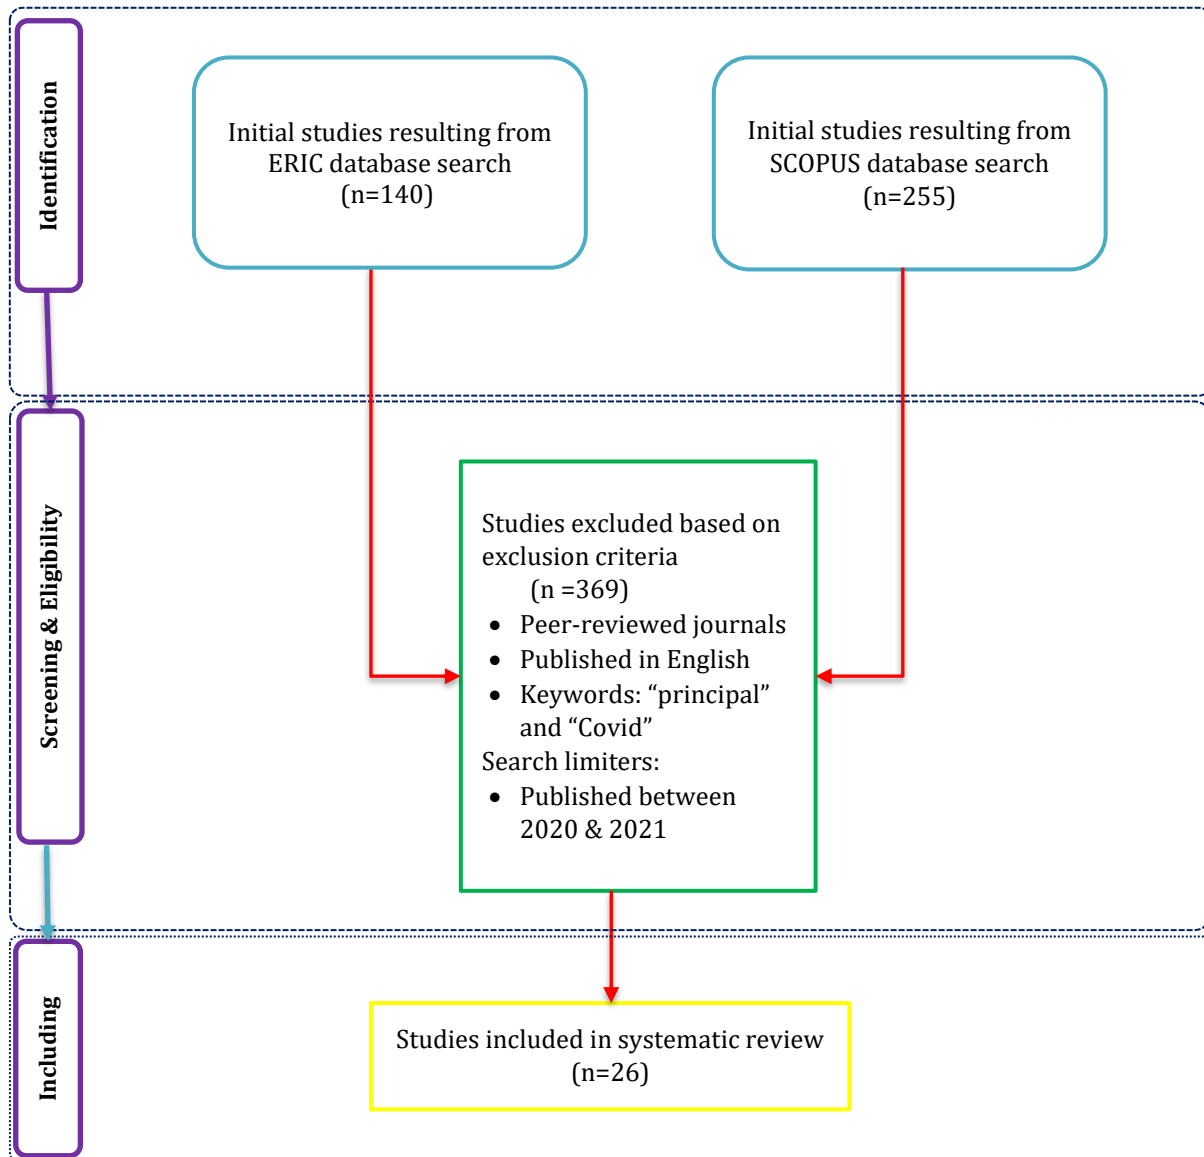 Identification
Initial studies resulting from
ERIC database search
(n=140)
Initial studies resulting from
SCOPUS database search
(n=255)
Screening & Eligibility
Studies excluded based on
exclusion criteria
(n =369)
• Peer-reviewed journals
• Published in English
• Keywords: “principal”
and “Covid”
Search limiters:
• Published between
2020 & 2021
Including
Studies included in systematic review
(n=26)